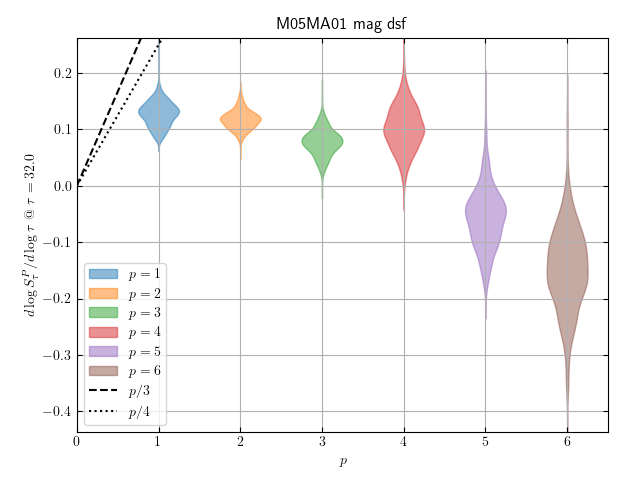 M05MA01 mag dsf
d log S_τ^P / d log τ @ τ = 32.0
0.2
0.1
0.0
−0.1
−0.2
−0.3
−0.4
p = 1
p = 2
p = 3
p = 4
p = 5
p = 6
p/3
p/4
0 1 2 3 4 5 6
p